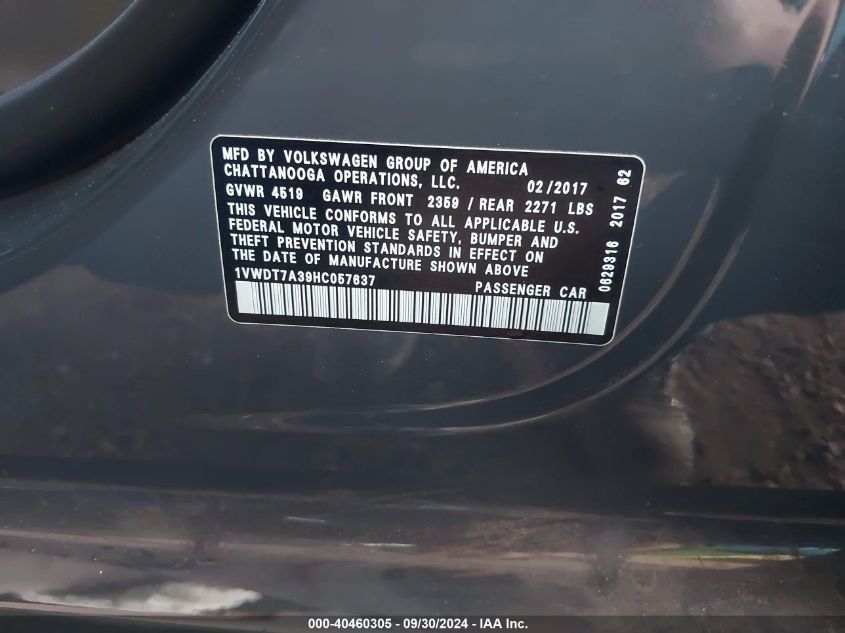 MFD BY VOLKSWAGEN GROUP OF AMERICA
CHATTANOOGA OPERATIONS, LLC. 02/2017
GVWR 4519 GAWR FRONT 2359 / REAR 2271 LBS
THIS VEHICLE CONFORMS TO ALL APPLICABLE U.S.
FEDERAL MOTOR VEHICLE SAFETY, BUMPER AND
THEFT PREVENTION STANDARDS IN EFFECT ON
THE DATE OF MANUFACTURE SHOWN ABOVE
1VWDT7A39HC057637 PASSENGER CAR
0629316 2017 62
000-40460305 - 09/30/2024 - IAA Inc.